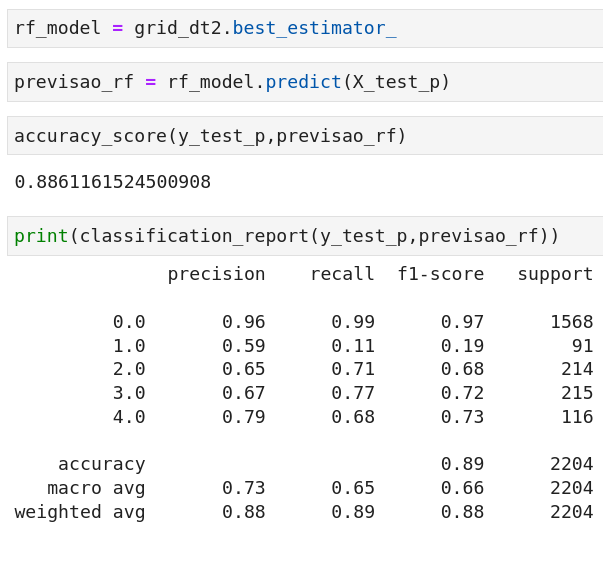 rf_model = grid_dt2.best_estimator_
previsao_rf = rf_model.predict(X_test_p)
accuracy_score(y_test_p,previsao_rf)
0.8861161524500908
print(classification_report(y_test_p,previsao_rf))
precision recall f1-score support
0.0 0.96 0.99 0.97 1568
1.0 0.59 0.11 0.19 91
2.0 0.65 0.71 0.68 214
3.0 0.67 0.77 0.72 215
4.0 0.79 0.68 0.73 116
accuracy 0.89 2204
macro avg 0.73 0.65 0.66 2204
weighted avg 0.88 0.89 0.88 2204